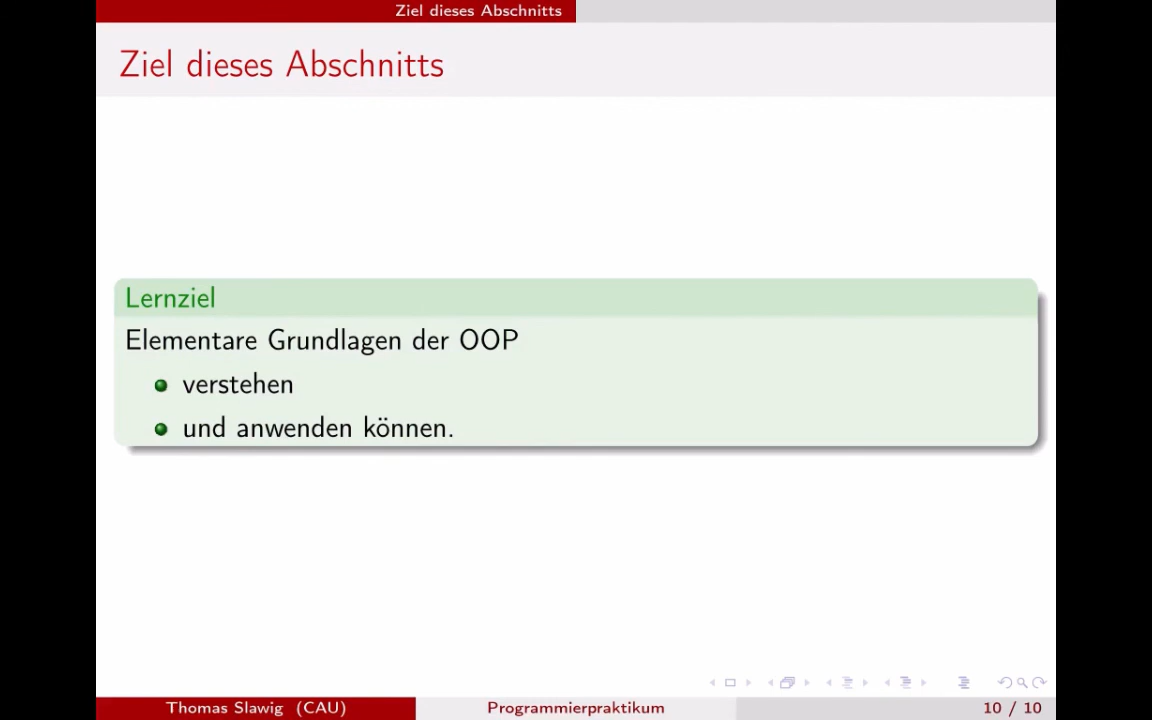 Ziel dieses Abschnitts
Ziel dieses Abschnitts
Lernziel
Elementare Grundlagen der OOP
verstehen
und anwenden können.
Thomas Slawig (CAU) Programmierpraktikum 10 / 10